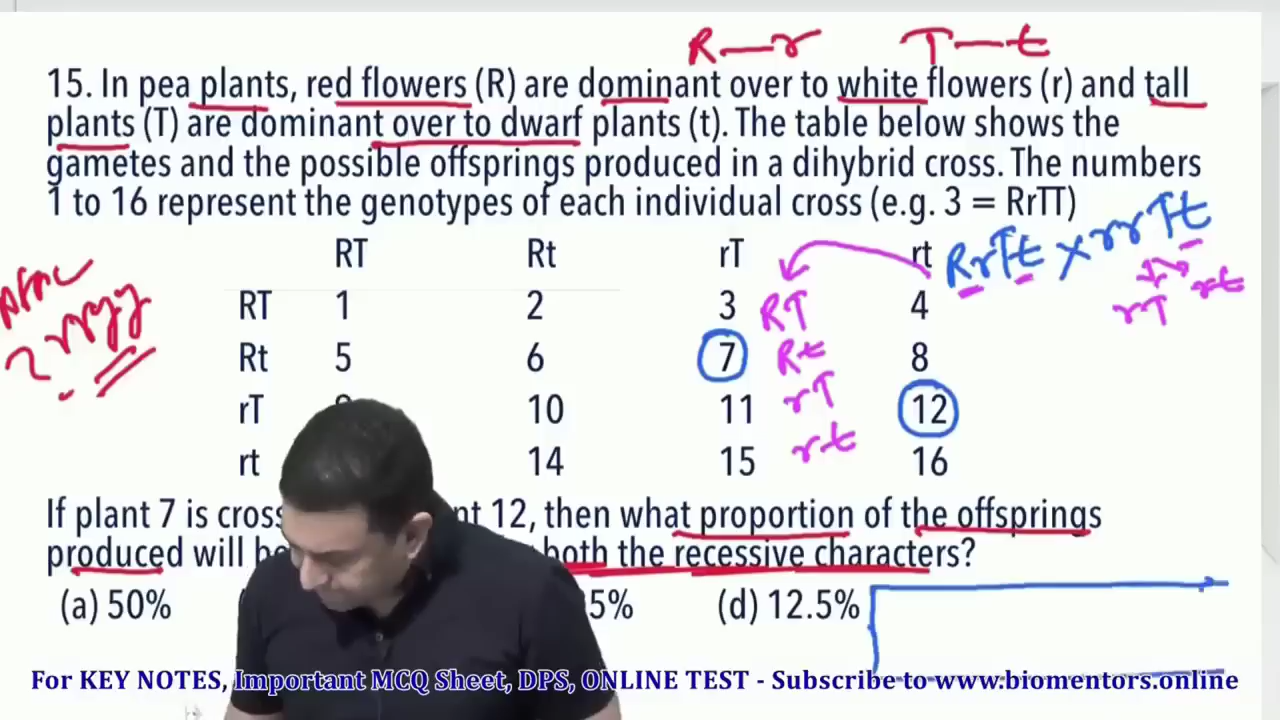 R—r T—t
15. In pea plants, red flowers (R) are dominant over to white flowers (r) and tall
plants (T) are dominant over to dwarf plants (t). The table below shows the
gametes and the possible offsprings produced in a dihybrid cross. The numbers
1 to 16 represent the genotypes of each individual cross (e.g. 3 = RrTT)
RrTt × rrTt
rT rt
RT Rt rT rt
RT 1 2 3 RT 4
Rt 5 6 7 Rt 8
rT 10 11 rT 12
rt 14 15 rt 16
rryy
If plant 7 is 12, then what proportion of the offsprings
produced will both the recessive characters?
(a) 50% 5% (d) 12.5%
For KEY NOTES, Important MCQ Sheet, DPS, ONLINE TEST - Subscribe to www.biomentors.online